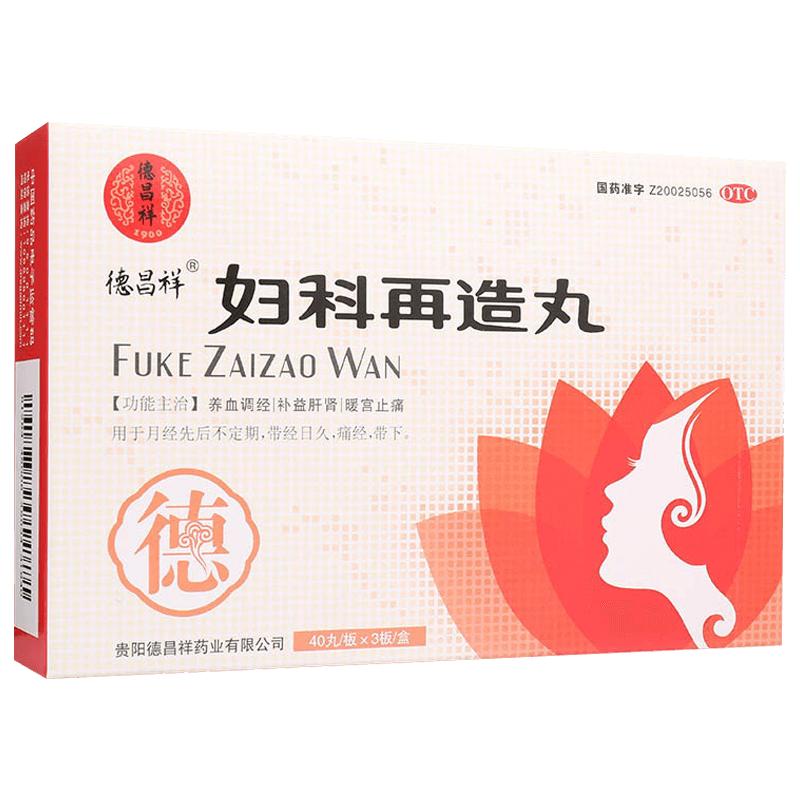 德昌祥
1900
国药准字 Z20025056 OTC
德昌祥®
妇科再造丸
FUKE ZAIZAO WAN
【功能主治】 养血调经|补益肝肾|暖宫止痛
用于月经先后不定期,带经日久,痛经,带下。
德
贵阳德昌祥药业有限公司
40丸/板×3板/盒